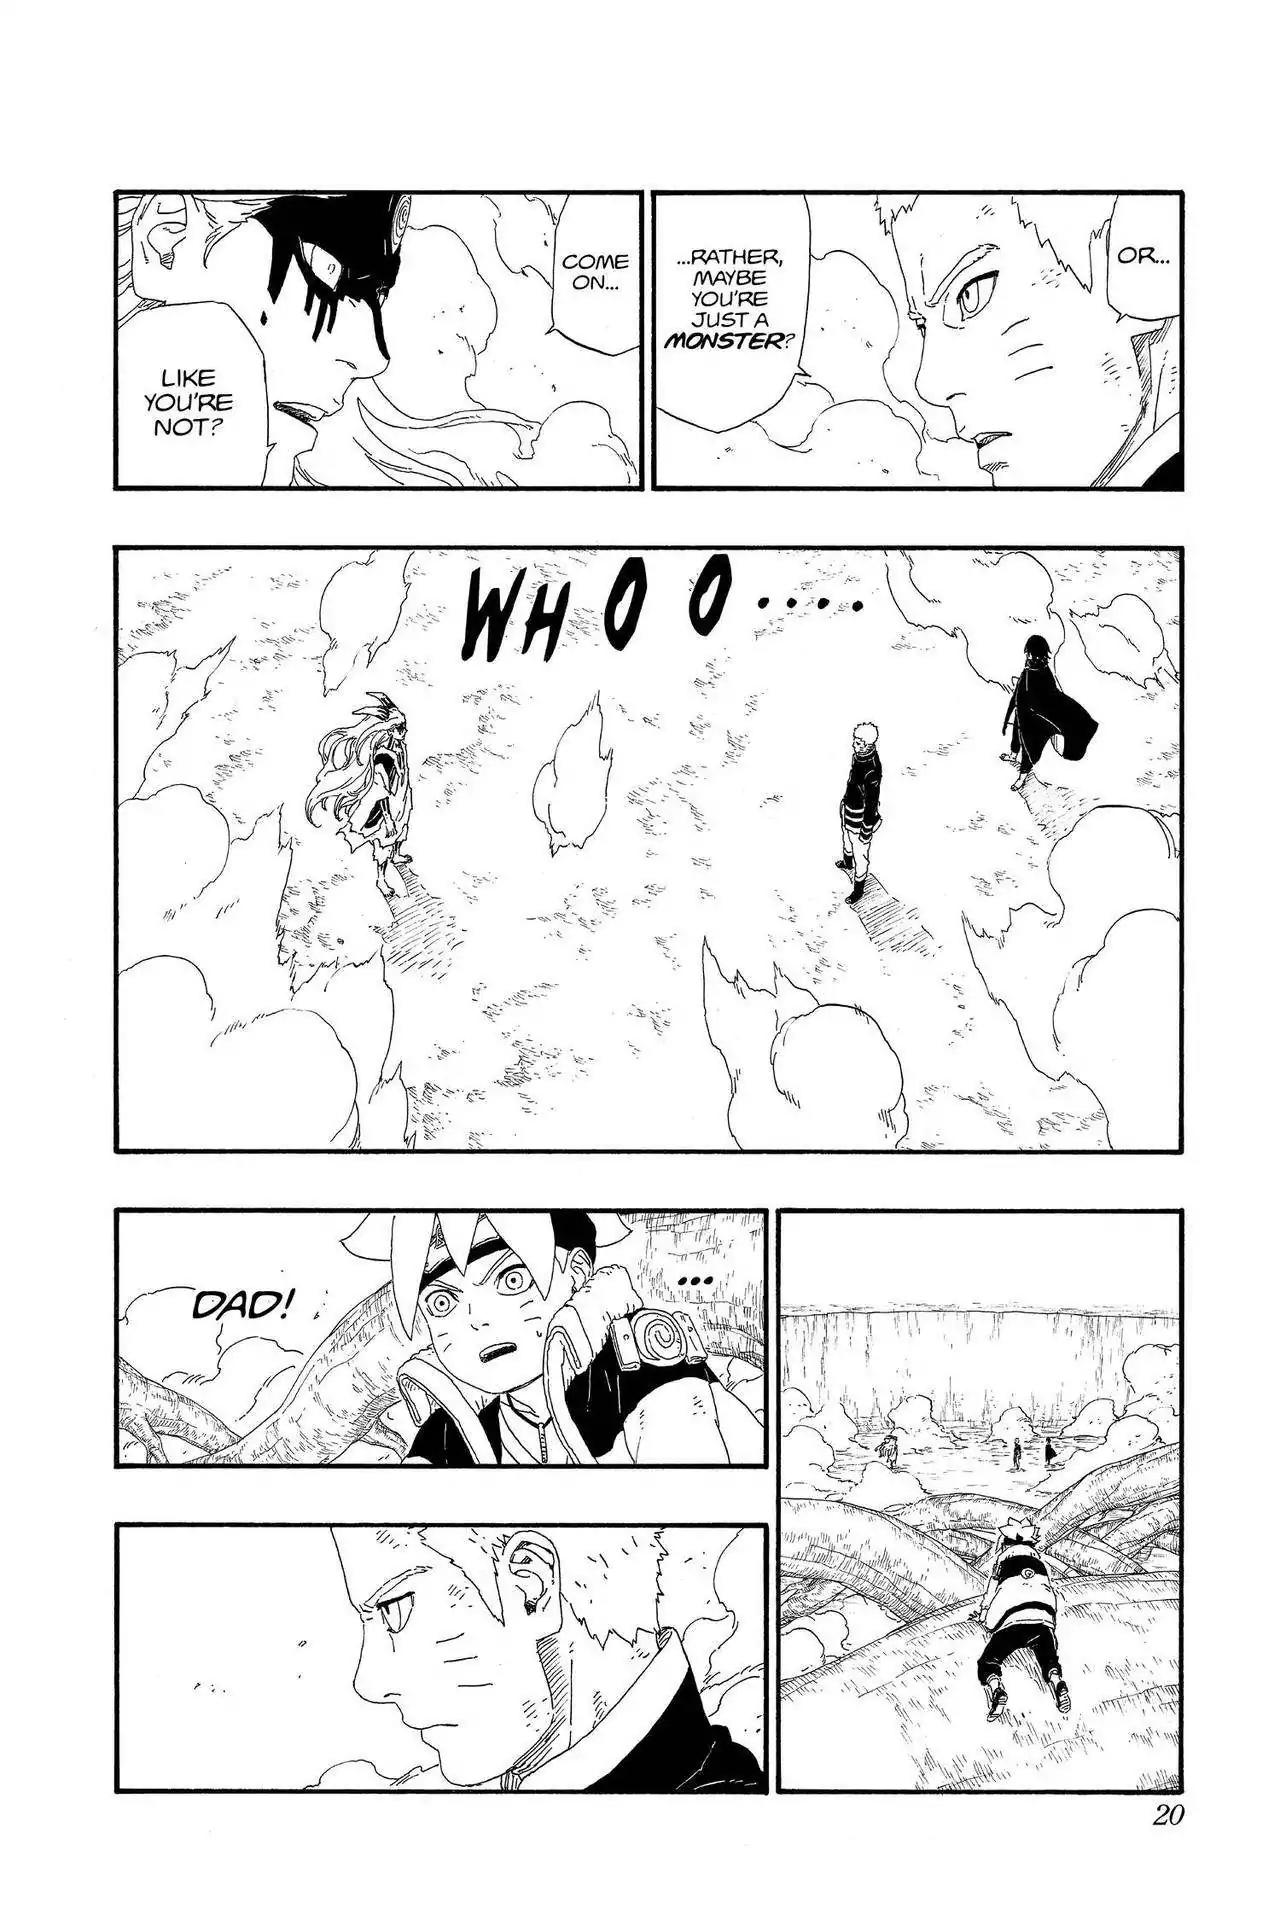 OR...
...RATHER,
MAYBE
YOU'RE
JUST A
MONSTER?
COME
ON...
LIKE
YOU'RE
NOT?
WHOO....
...
DAD!
20